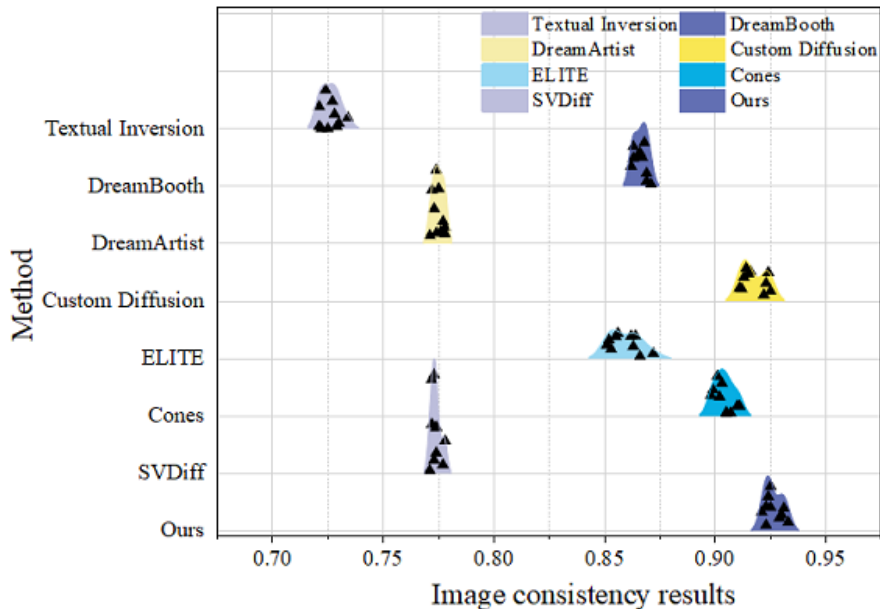 Textual Inversion DreamBooth
DreamArtist Custom Diffusion
ELITE Cones
SVDiff Ours
Method
Textual Inversion
DreamBooth
DreamArtist
Custom Diffusion
ELITE
Cones
SVDiff
Ours
0.70 0.75 0.80 0.85 0.90 0.95
Image consistency results